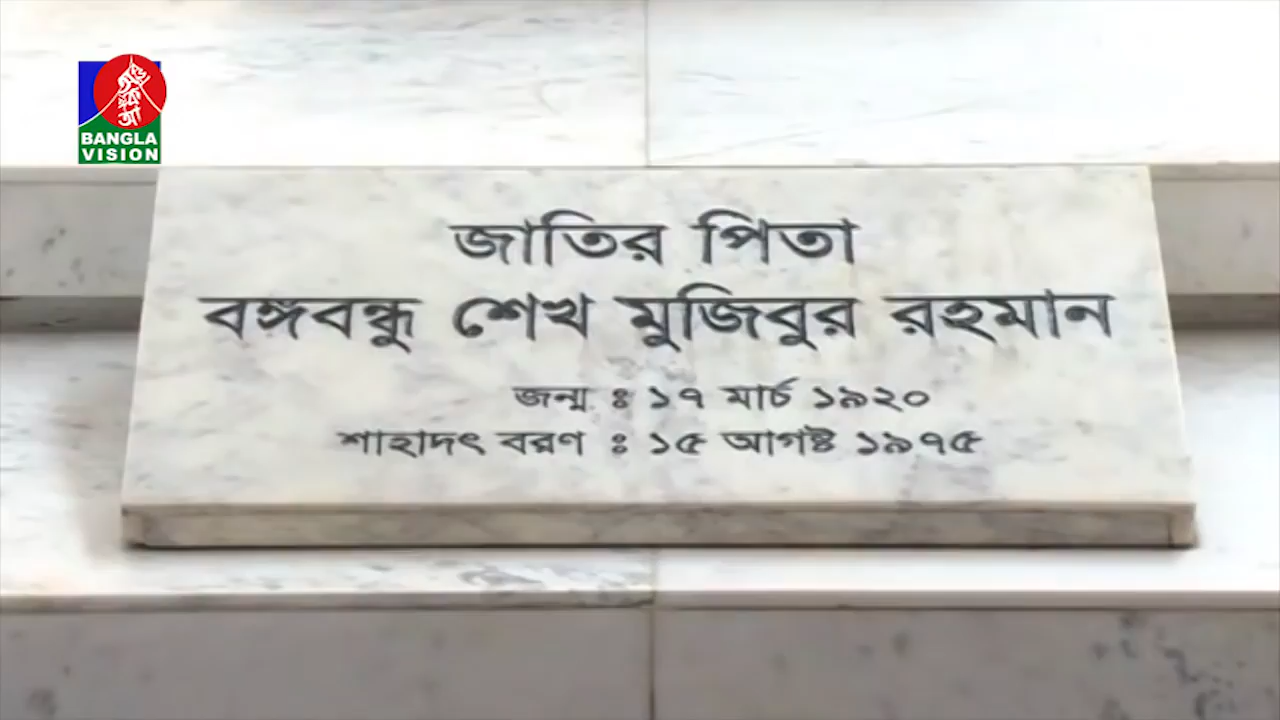 BANGLA
VISION
জাতির পিতা
বঙ্গবন্ধু শেখ মুজিবুর রহমান
জন্ম ঃ ১৭ মার্চ ১৯২০
শাহাদৎ বরণ ঃ ১৫ আগষ্ট ১৯৭৫